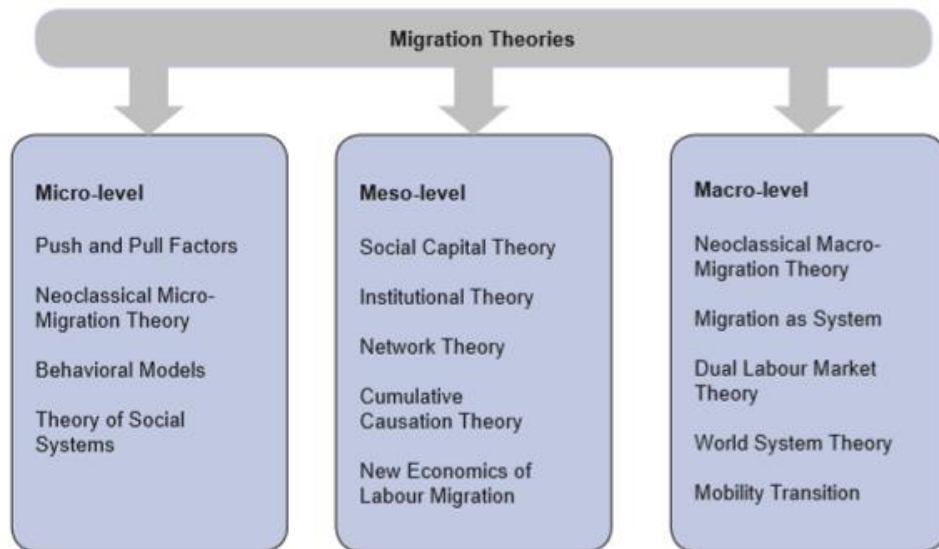 Migration Theories
Micro-level
Push and Pull Factors
Neoclassical Micro-
Migration Theory
Behavioral Models
Theory of Social
Systems
Meso-level
Social Capital Theory
Institutional Theory
Network Theory
Cumulative
Causation Theory
New Economics of
Labour Migration
Macro-level
Neoclassical Macro-
Migration Theory
Migration as System
Dual Labour Market
Theory
World System Theory
Mobility Transition